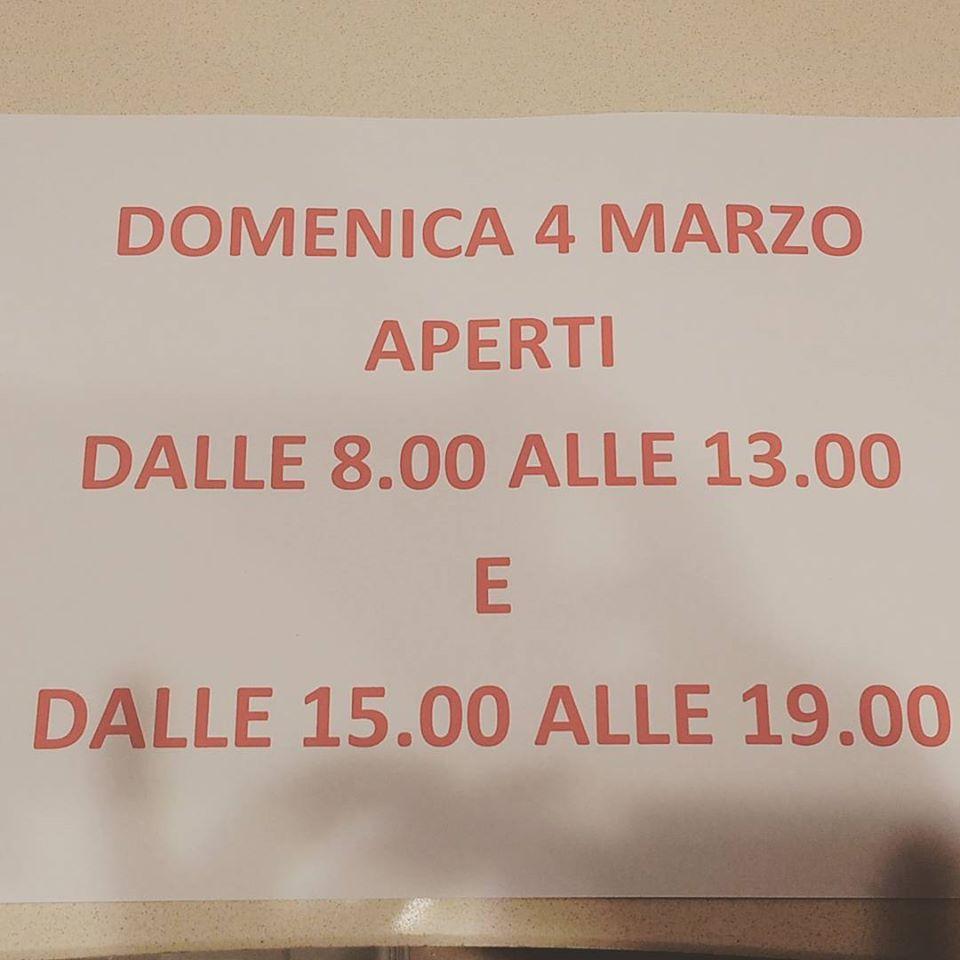 DOMENICA 4 MARZO
APERTI
DALLE 8.00 ALLE 13.00
E
DALLE 15.00 ALLE 19.00